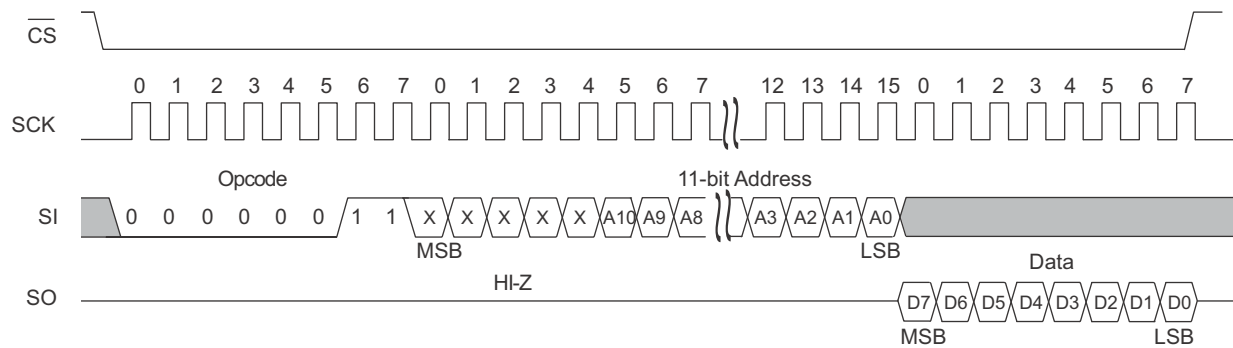 CS
0 1 2 3 4 5 6 7 0 1 2 3 4 5 6 7 12 13 14 15 0 1 2 3 4 5 6 7
SCK
Opcode 11-bit Address
SI 0 0 0 0 0 0 1 1 X X X X X A10 A9 A8 A3 A2 A1 A0
MSB LSB Data
HI-Z
SO D7 D6 D5 D4 D3 D2 D1 D0
MSB LSB